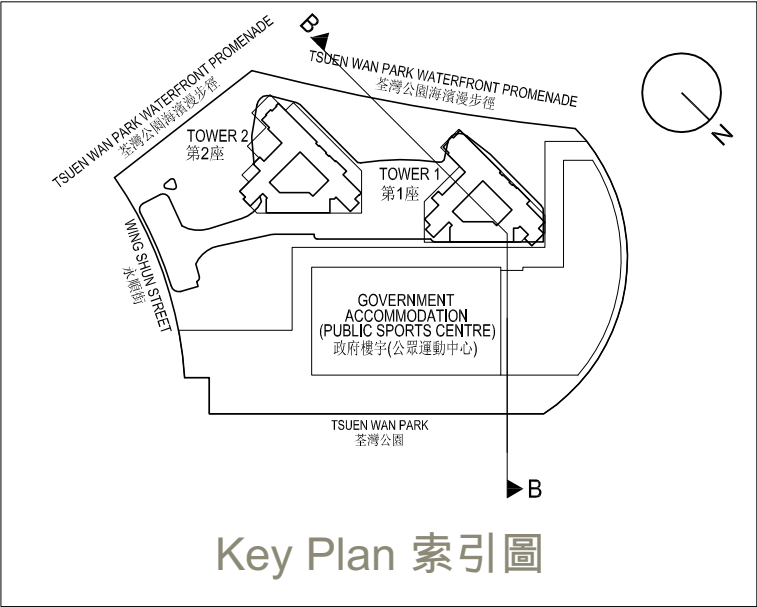 B
TSUEN WAN PARK WATERFRONT PROMENADE
荃灣公園海濱漫步徑
TSUEN WAN PARK WATERFRONT PROMENADE
荃灣公園海濱漫步徑
N
TOWER 2
第2座
TOWER 1
第1座
WING SHUN STREET
永順街
GOVERNMENT
ACCOMMODATION
(PUBLIC SPORTS CENTRE)
政府樓宇(公眾運動中心)
TSUEN WAN PARK
荃灣公園
B
Key Plan 索引圖